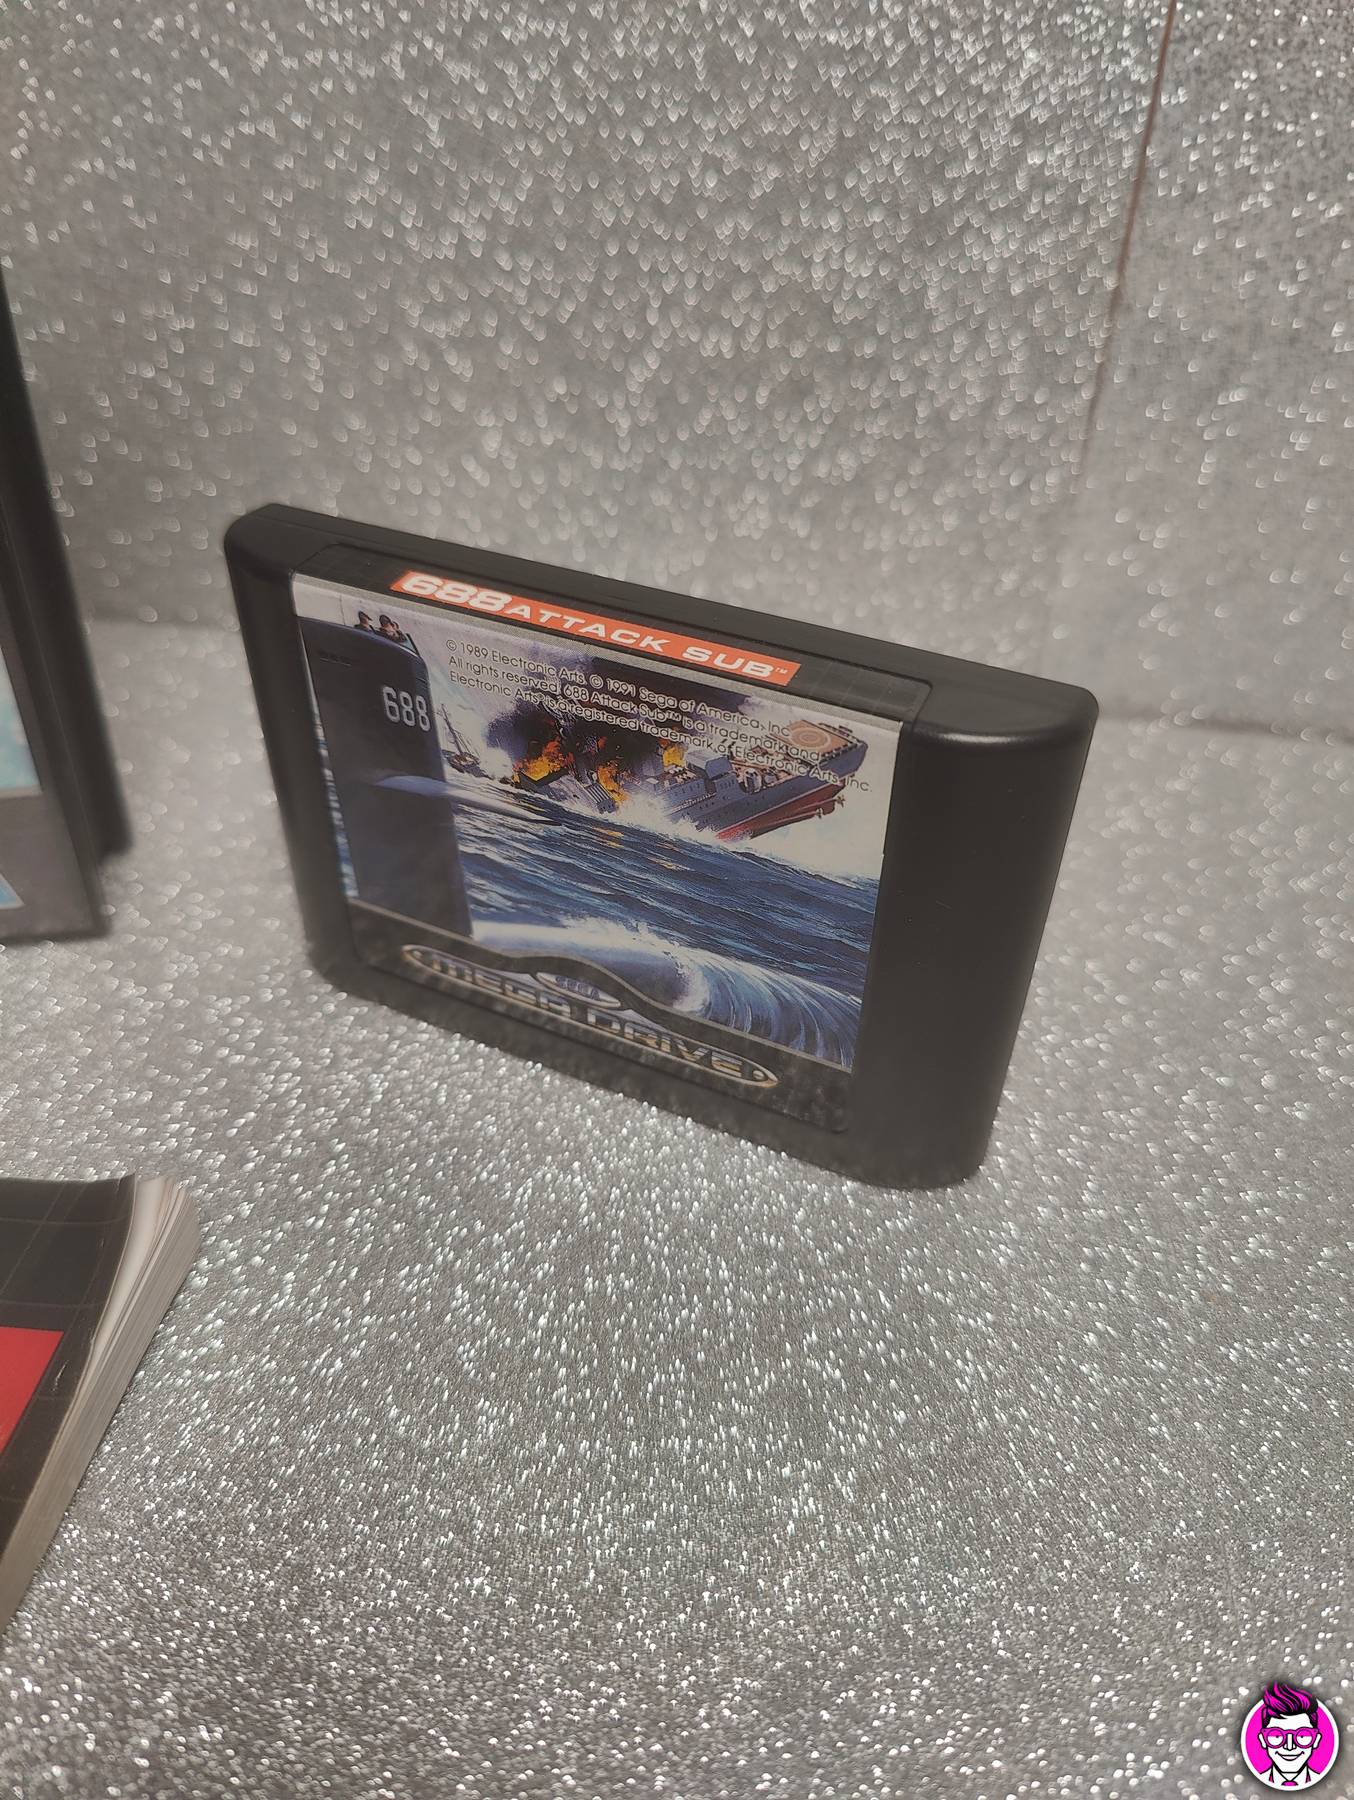 688 ATTACK SUB™
© 1989 Electronic Arts. © 1991 Sega of America, Inc.
All rights reserved. 688 Attack Sub™ is a trademark and
Electronic Arts® is a registered trademark of Electronic Arts, Inc.
688
SEGA
MEGA DRIVE